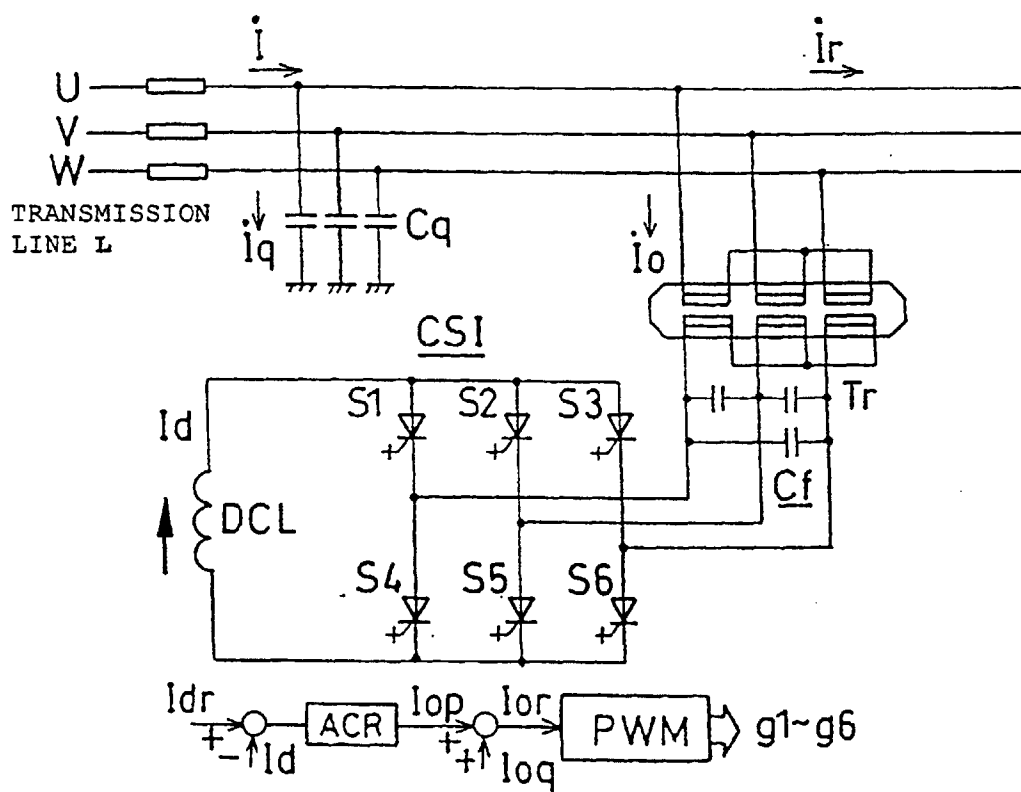 i
ir
U
V
W
TRANSMISSION
LINE L
iq
Cq
io
CSI
Tr
S1
S2
S3
Id
+
+
+
Cf
DCL
S4
S5
S6
+
+
+
Idr
ACR
Iop
Ior
PWM
g1~g6
+
-
Id
+
+
Ioq